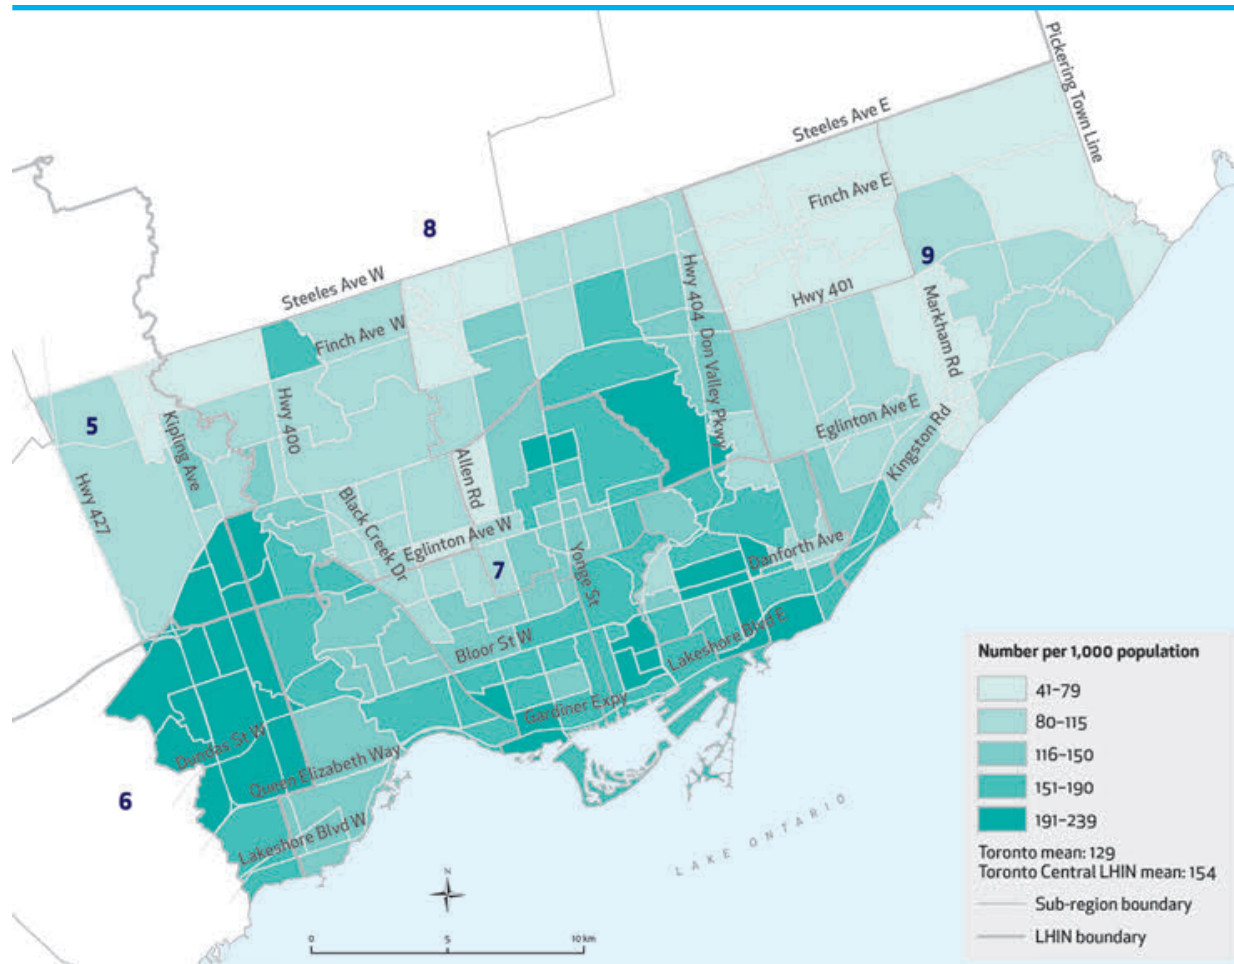 Pickering Town Line
Steeles Ave E
Finch Ave E
8
9
Steeles Ave W
Hwy 404
Don Valley Pkwy
Hwy 401
Markham Rd
Finch Ave W
5
Kipling Ave
Hwy 400
Eglinton Ave E
Kingston Rd
Hwy 427
Allen Rd
Black Creek Dr
Eglinton Ave W
7
Yonge St
Danforth Ave
Bloor St W
Lakeshore Blvd E
Gardiner Expy
Dundas St W
Queen Elizabeth Way
6
Lakeshore Blvd W
LAKE ONTARIO
N
0 5 10 km
Number per 1,000 population
41–79
80–115
116–150
151–190
191–239
Toronto mean: 129
Toronto Central LHIN mean: 154
Sub-region boundary
LHIN boundary